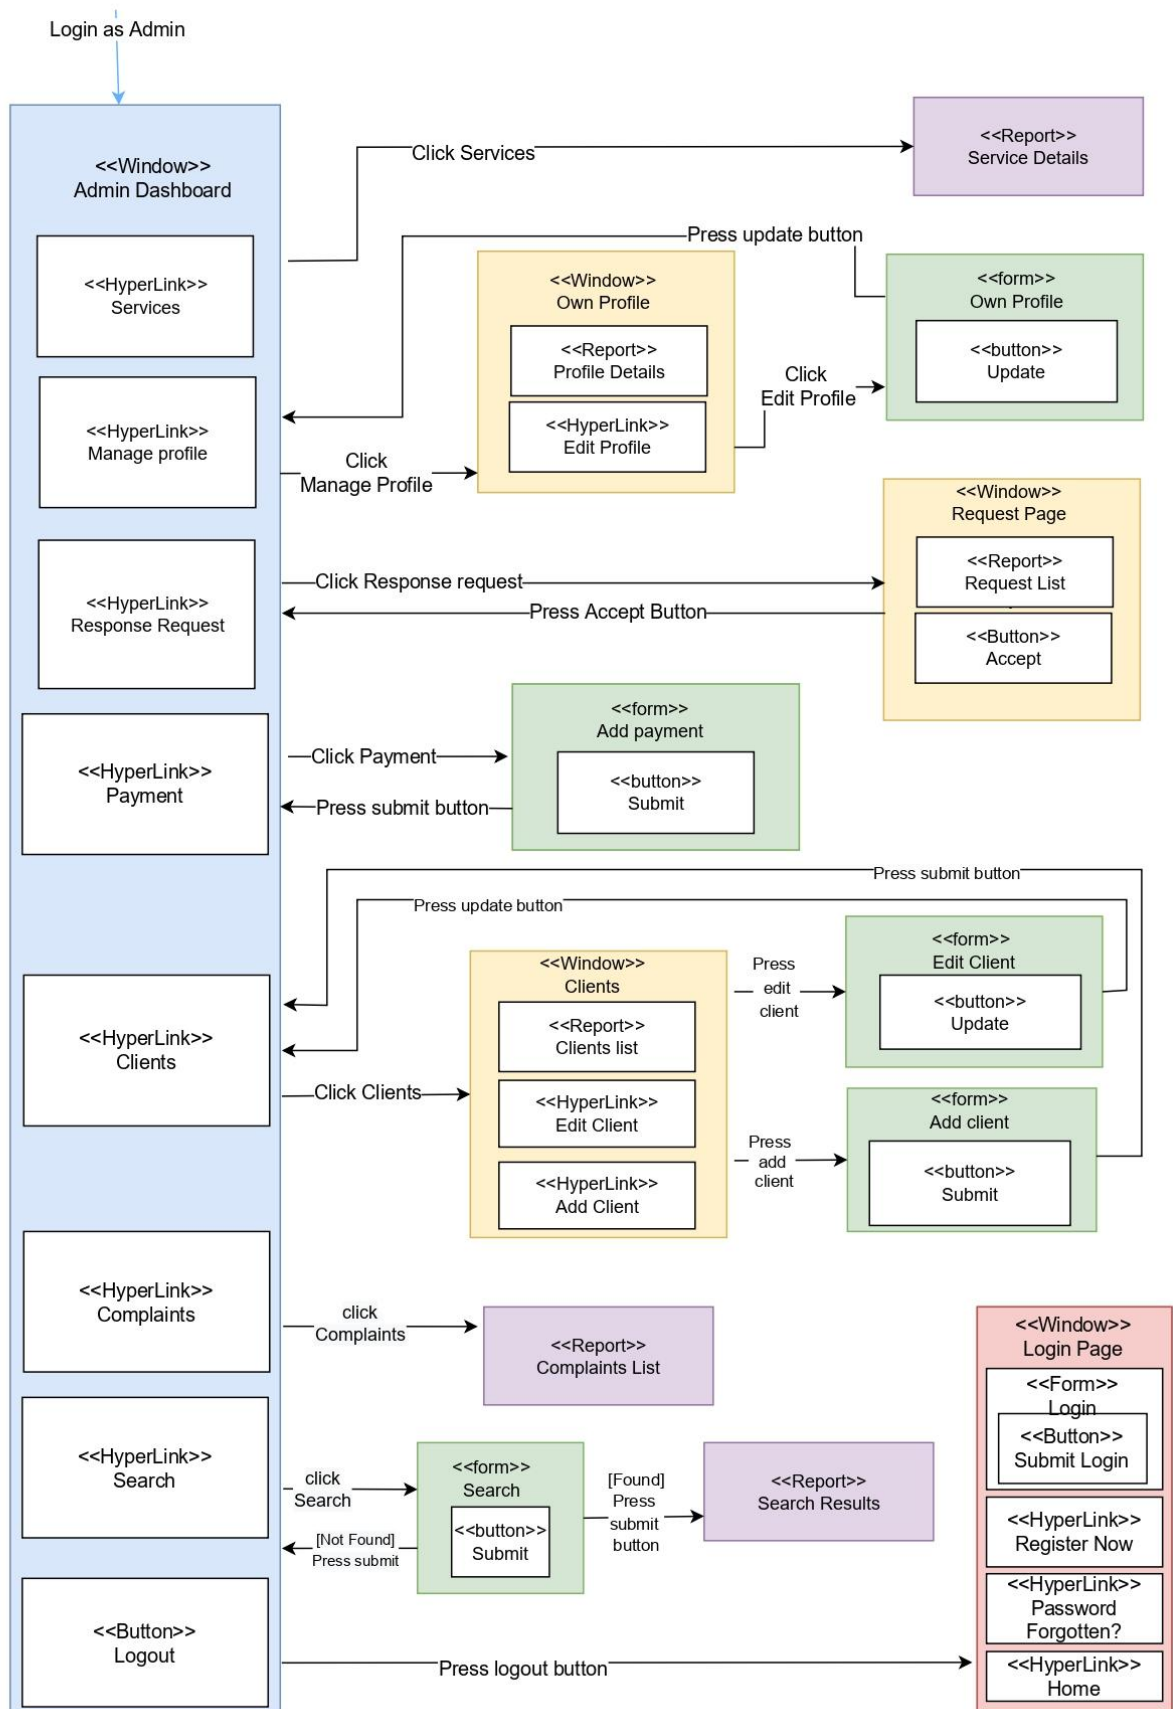 Login as Admin
<<Window>>
Admin Dashboard
<<HyperLink>>
Services
<<HyperLink>>
Manage profile
<<HyperLink>>
Response Request
<<HyperLink>>
Payment
<<HyperLink>>
Clients
<<HyperLink>>
Complaints
<<HyperLink>>
Search
<<Button>>
Logout
Click Services
<<Report>>
Service Details
Press update button
<<Window>>
Own Profile
<<Report>>
Profile Details
<<HyperLink>>
Edit Profile
Click
Manage Profile
Click
Edit Profile
<<form>>
Own Profile
<<button>>
Update
Click Response request
Press Accept Button
<<Window>>
Request Page
<<Report>>
Request List
<<Button>>
Accept
Click Payment
Press submit button
<<form>>
Add payment
<<button>>
Submit
Press submit button
Press update button
Click Clients
<<Window>>
Clients
<<Report>>
Clients list
<<HyperLink>>
Edit Client
<<HyperLink>>
Add Client
Press
edit
client
<<form>>
Edit Client
<<button>>
Update
Press
add
client
<<form>>
Add client
<<button>>
Submit
click
Complaints
<<Report>>
Complaints List
click
Search
[Not Found]
Press submit
<<form>>
Search
<<button>>
Submit
[Found]
Press
submit
button
<<Report>>
Search Results
Press logout button
<<Window>>
Login Page
<<Form>>
Login
<<Button>>
Submit Login
<<HyperLink>>
Register Now
<<HyperLink>>
Password
Forgotten?
<<HyperLink>>
Home